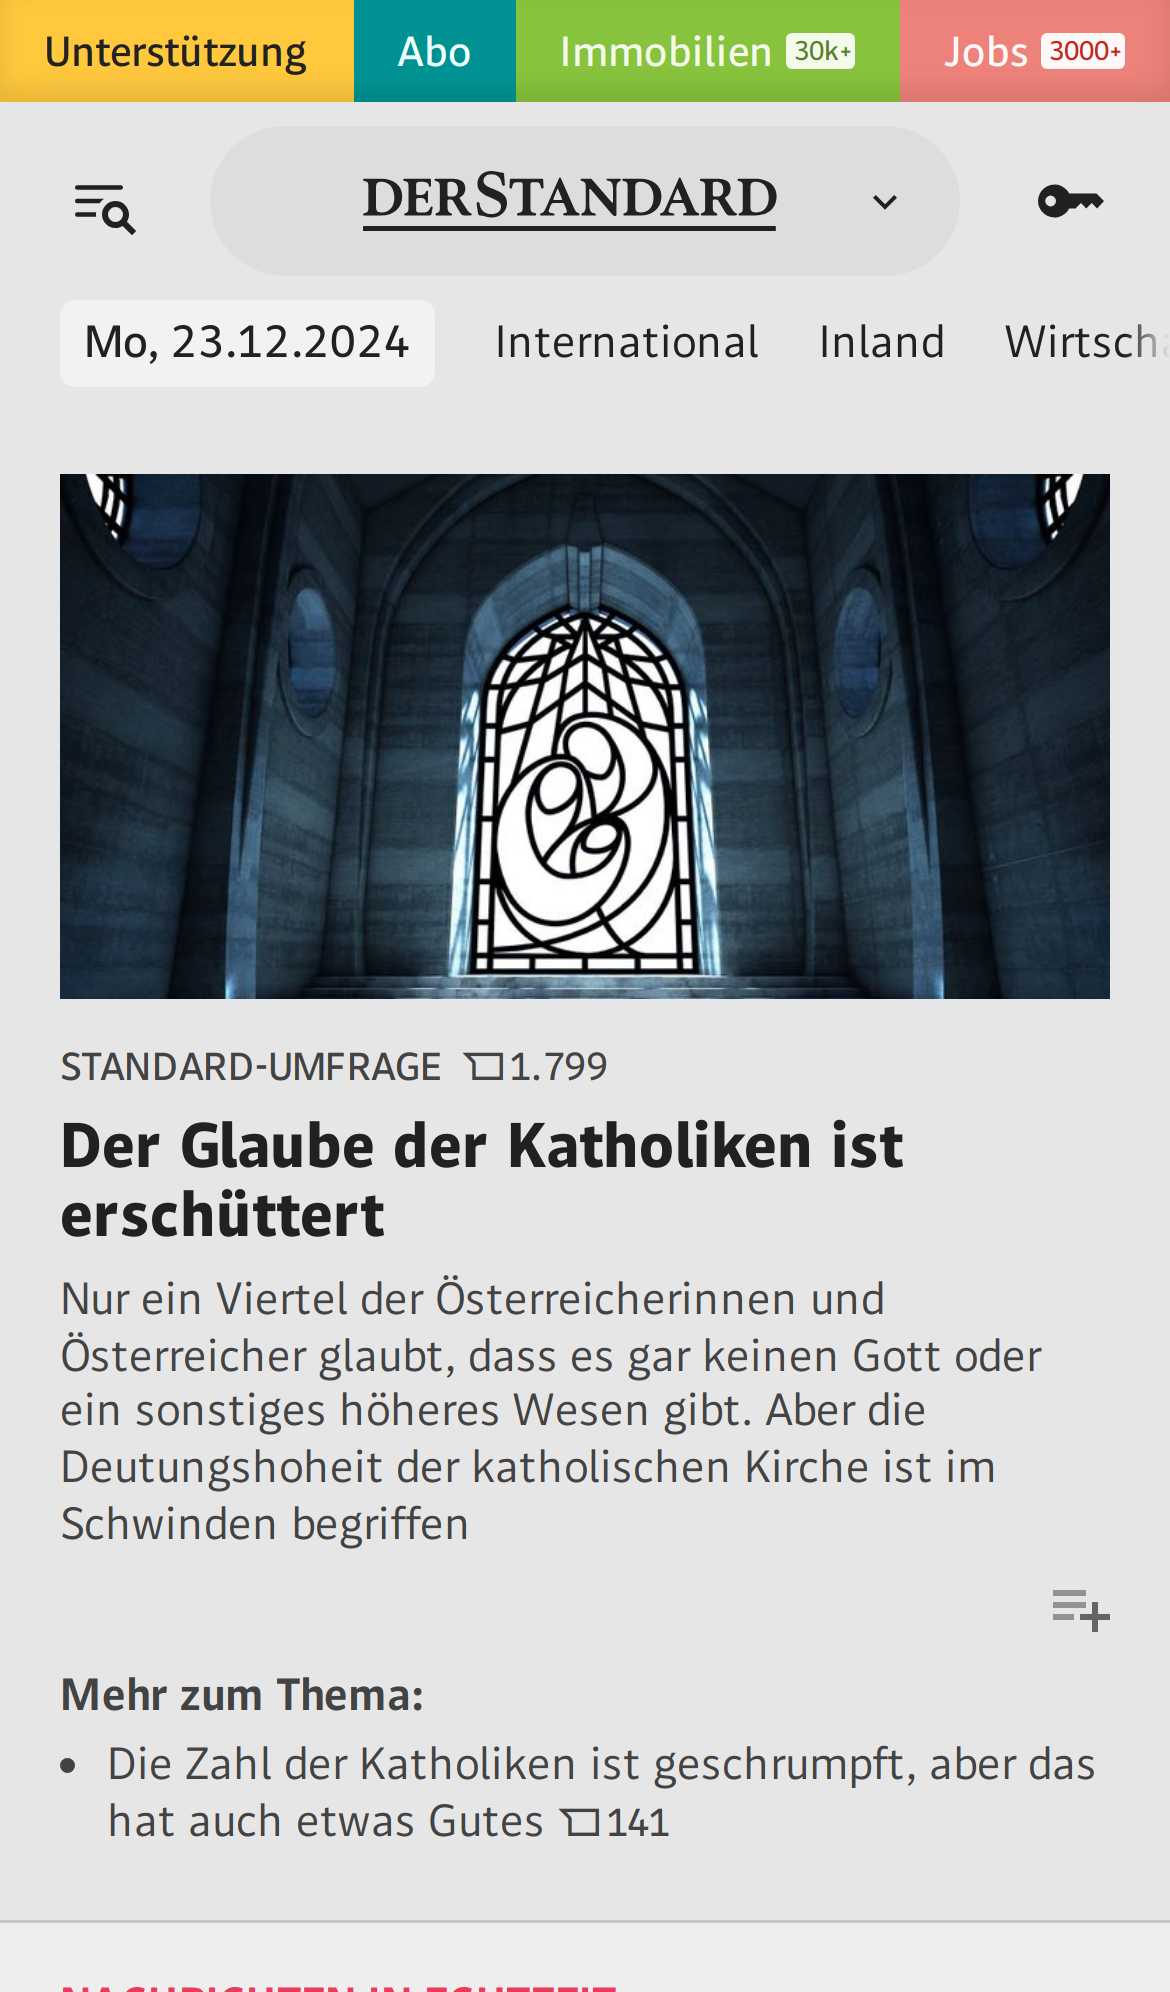 Unterstützung Abo Immobilien 30k+ Jobs 3000+
DERSTANDARD
Mo, 23.12.2024 International Inland Wirtscha
STANDARD-UMFRAGE 1.799
Der Glaube der Katholiken ist
erschüttert
Nur ein Viertel der Österreicherinnen und
Österreicher glaubt, dass es gar keinen Gott oder
ein sonstiges höheres Wesen gibt. Aber die
Deutungshoheit der katholischen Kirche ist im
Schwinden begriffen
Mehr zum Thema:
• Die Zahl der Katholiken ist geschrumpft, aber das
hat auch etwas Gutes 141
NACHRICHTEN IN ECHTZEIT